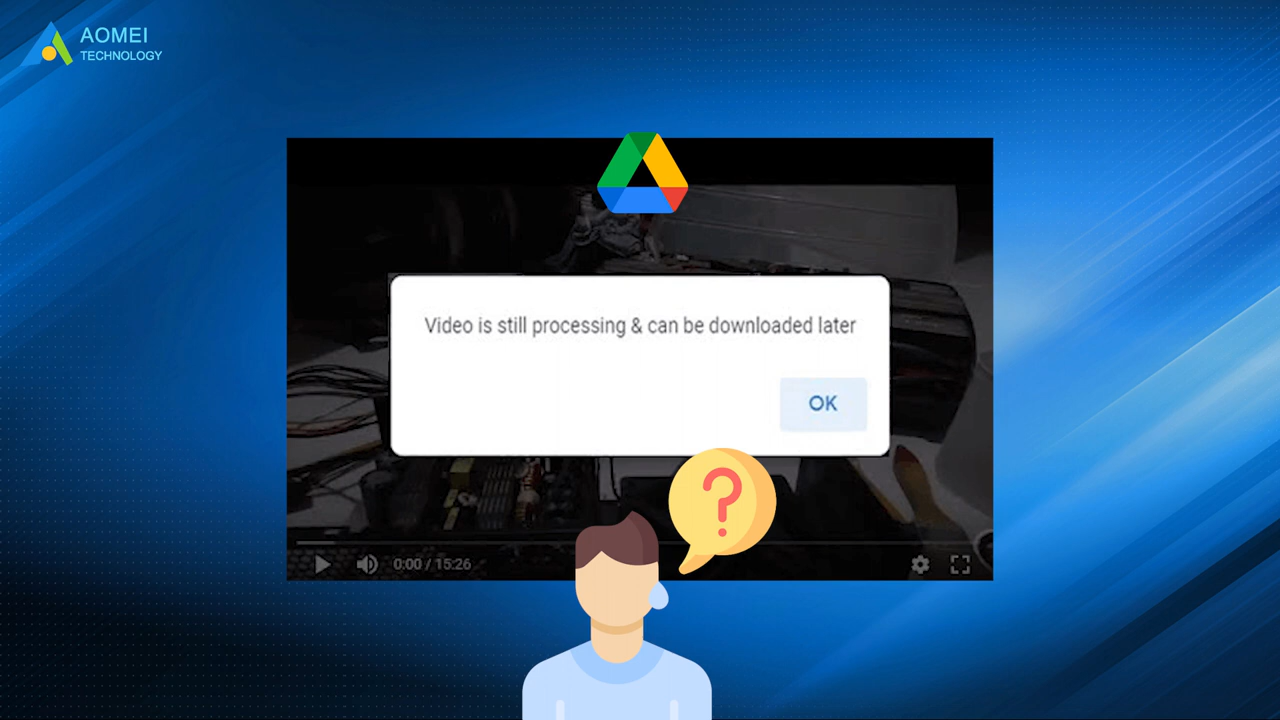 AOMEI
TECHNOLOGY
Video is still processing & can be downloaded later
OK
?
0:00 / 15:26